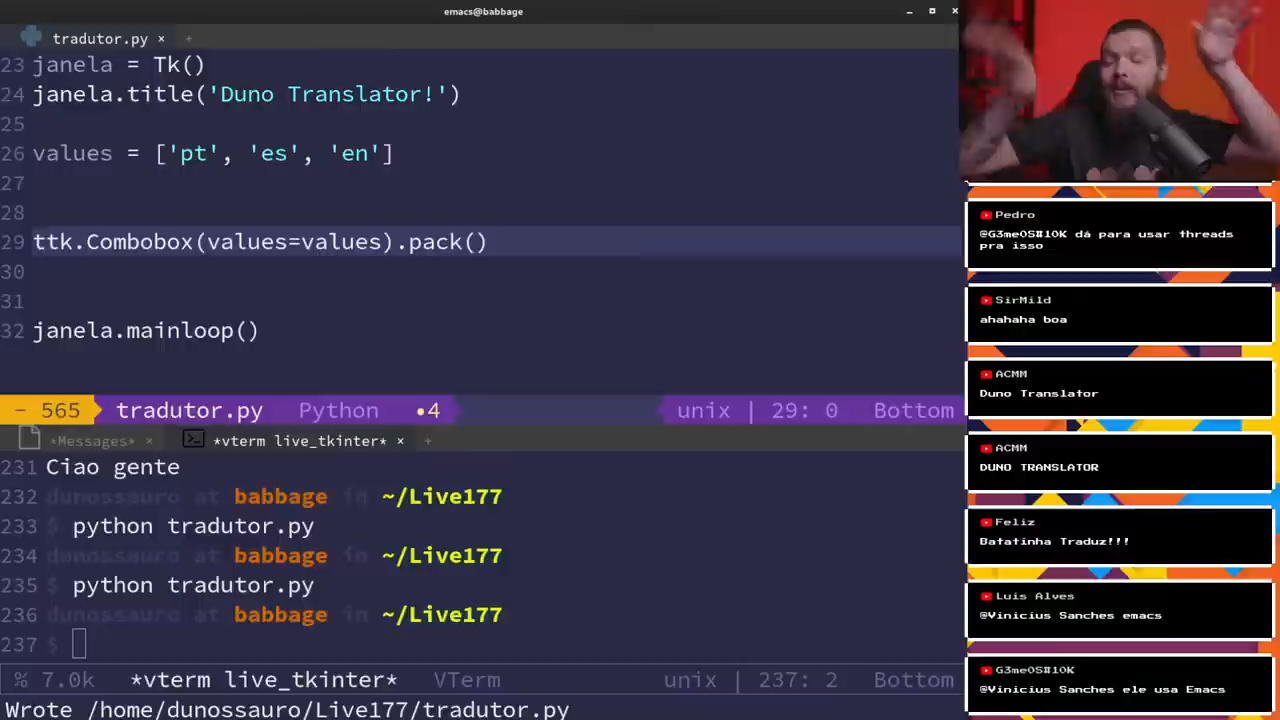 emacs@babbage
tradutor.py × +
23 janela = Tk()
24 janela.title('Duno Translator!')
25
26 values = ['pt', 'es', 'en']
27
28
29 ttk.Combobox(values=values).pack()
30
31
32 janela.mainloop()
- 565 tradutor.py Python •4 unix | 29: 0 Bottom
*Messages* × *vterm live_tkinter* × +
231 Ciao gente
232 dunossauro at babbage in ~/Live177
233 $ python tradutor.py
234 dunossauro at babbage in ~/Live177
235 $ python tradutor.py
236 dunossauro at babbage in ~/Live177
237 $
% 7.0k *vterm live_tkinter* VTerm unix | 237: 2 Bottom
Wrote /home/dunossauro/Live177/tradutor.py
Pedro
@G3me0S#10K dá para usar threads
pra isso
SirMild
ahahaha boa
ACMM
Duno Translator
ACMM
DUNO TRANSLATOR
Feliz
Batatinha Traduz!!!
Luis Alves
@Vinicius Sanches emacs
G3me0S#10K
@Vinicius Sanches ele usa Emacs